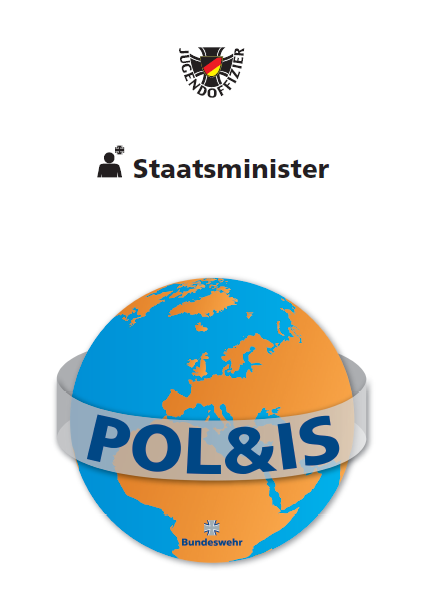 JUGENDOFFIZIER
Staatsminister
POL&IS
Bundeswehr